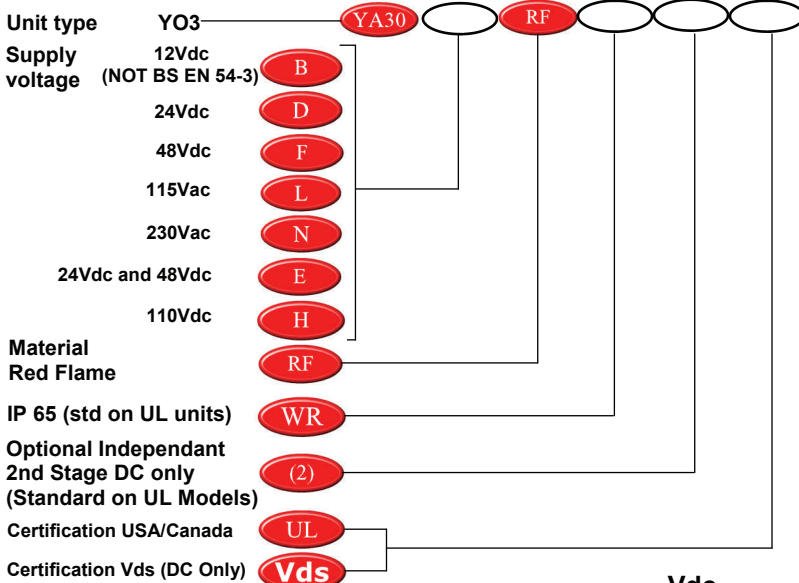 Unit type YO3 YA30 RF
Supply voltage 12Vdc (NOT BS EN 54-3) B
24Vdc D
48Vdc F
115Vac L
230Vac N
24Vdc and 48Vdc E
110Vdc H
Material
Red Flame RF
IP 65 (std on UL units) WR
Optional Independant
2nd Stage DC only (2)
(Standard on UL Models)
Certification USA/Canada UL
Certification Vds (DC Only) Vds